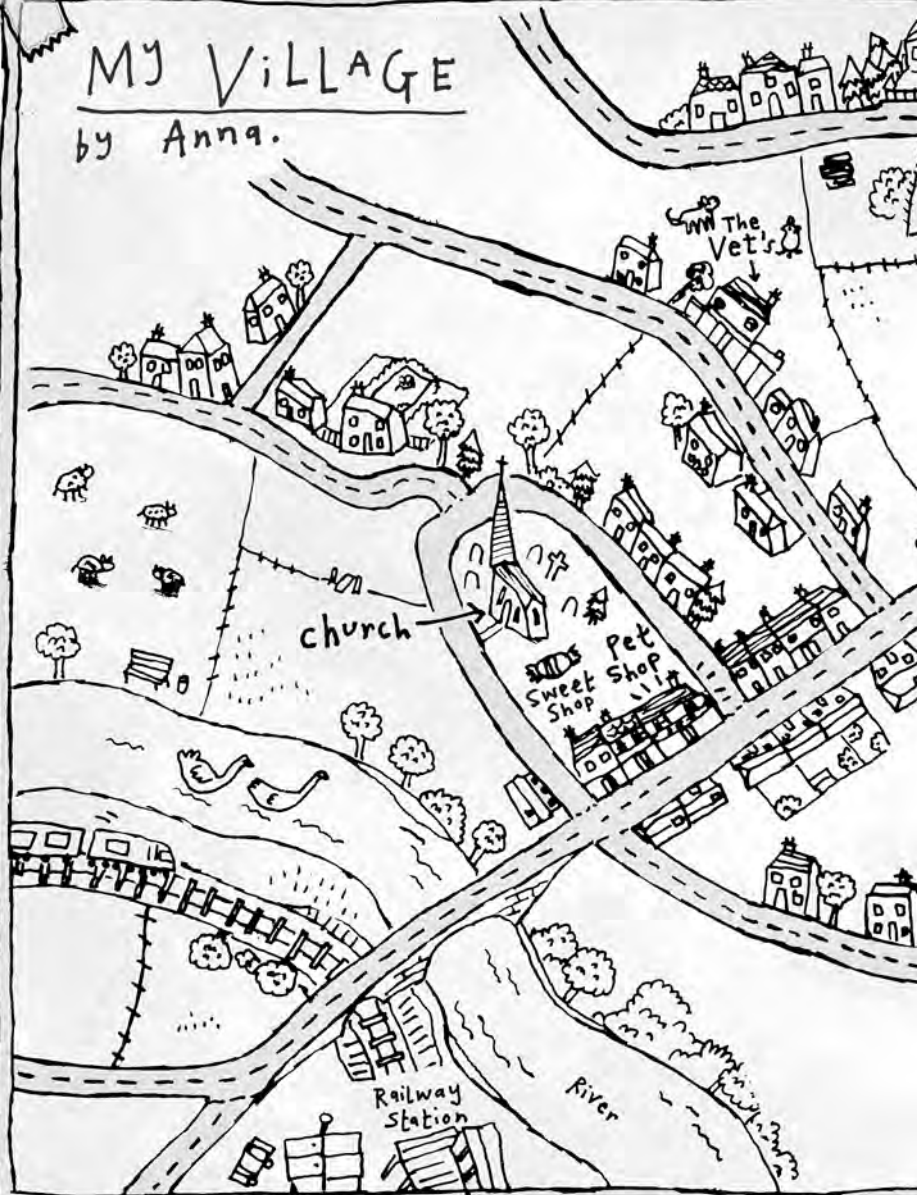 MY ViLLAGE
by Anna.
The
Vet's
church
Sweet
Shop
Pet
Shop
Railway
Station
River